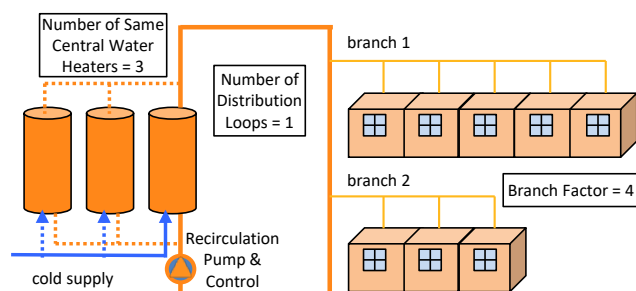 Number of Same
Central Water
Heaters = 3
Number of
Distribution
Loops = 1
branch 1
branch 2
Branch Factor = 4
Recirculation
Pump &
Control
cold supply